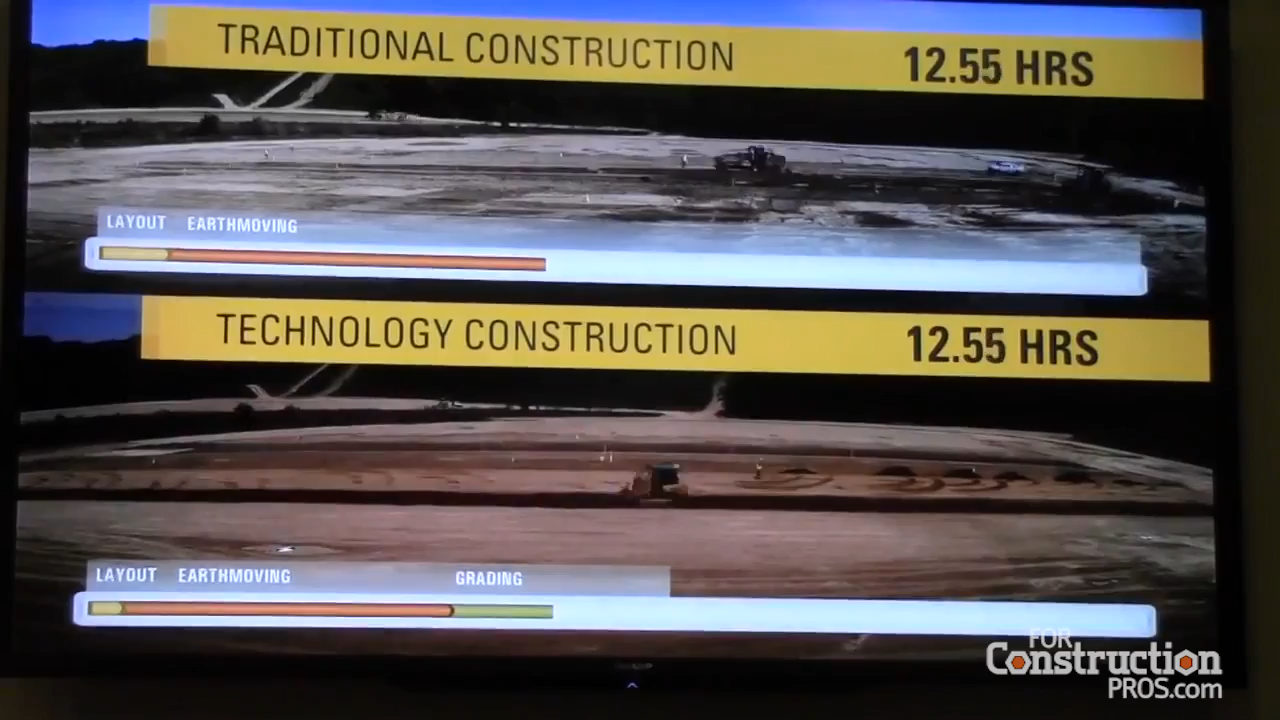 TRADITIONAL CONSTRUCTION 12.55 HRS
LAYOUT EARTHMOVING
TECHNOLOGY CONSTRUCTION 12.55 HRS
LAYOUT EARTHMOVING GRADING
FOR
Construction
PROS.com